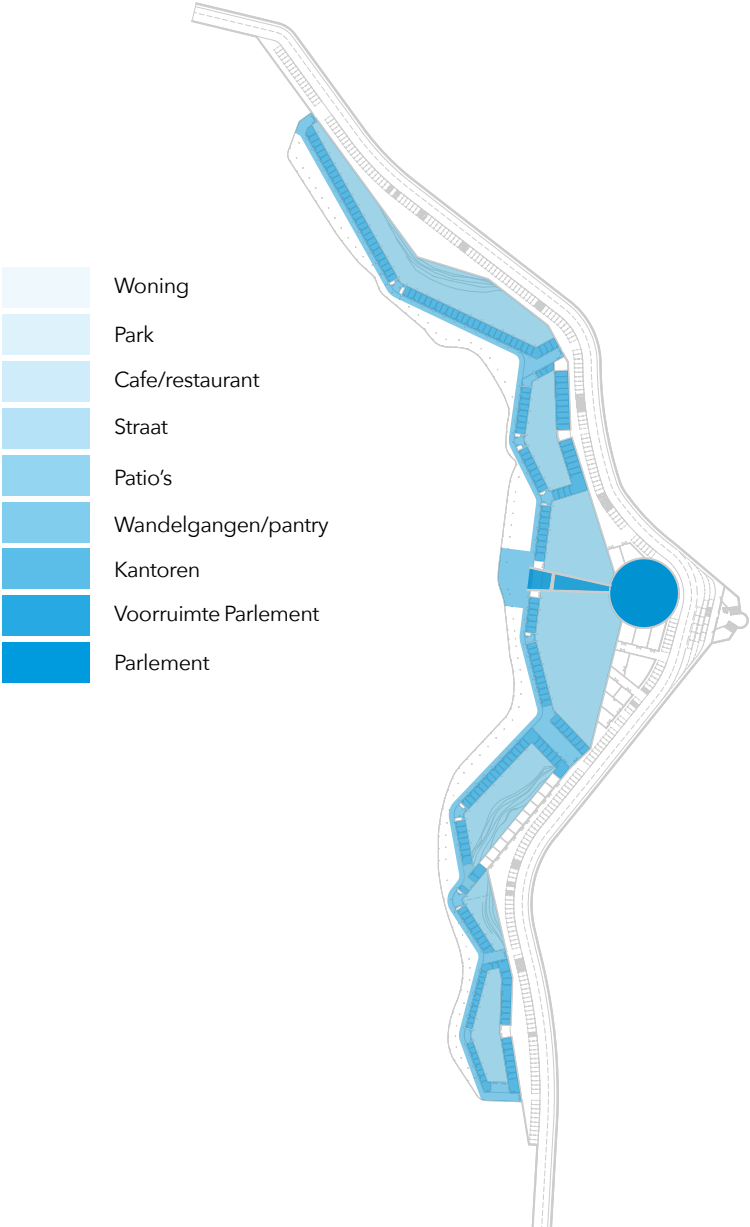 Woning
Park
Cafe/restaurant
Straat
Patio’s
Wandelgangen/pantry
Kantoren
Voorruimte Parlement
Parlement